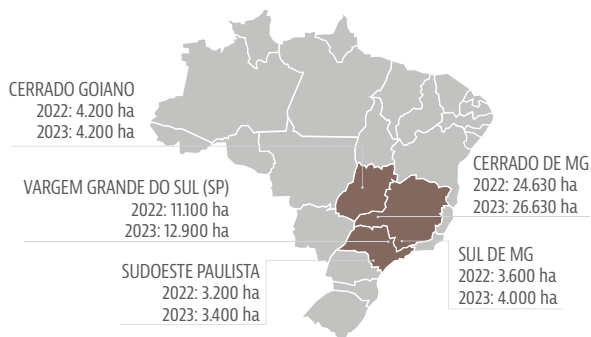 CERRADO GOIANO
2022: 4.200 ha
2023: 4.200 ha
VARGEM GRANDE DO SUL (SP)
2022: 11.100 ha
2023: 12.900 ha
SUDOESTE PAULISTA
2022: 3.200 ha
2023: 3.400 ha
CERRADO DE MG
2022: 24.630 ha
2023: 26.630 ha
SUL DE MG
2022: 3.600 ha
2023: 4.000 ha